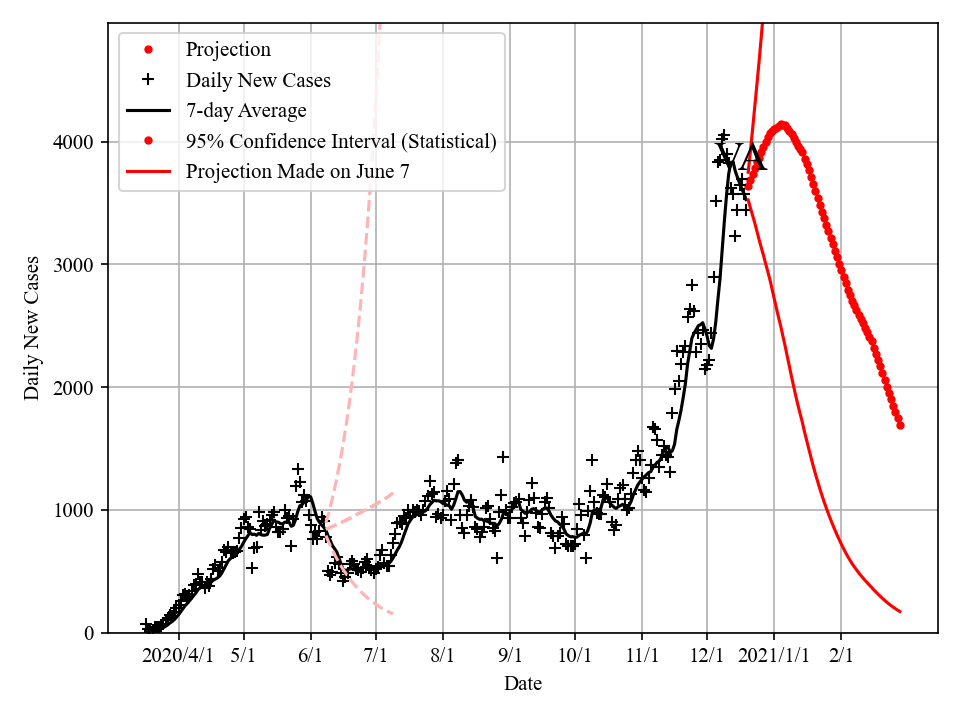 Projection
Daily New Cases
7-day Average
95% Confidence Interval (Statistical)
Projection Made on June 7
VA
4000
3000
2000
1000
0
Daily New Cases
2020/4/1 5/1 6/1 7/1 8/1 9/1 10/1 11/1 12/1 2021/1/1 2/1
Date